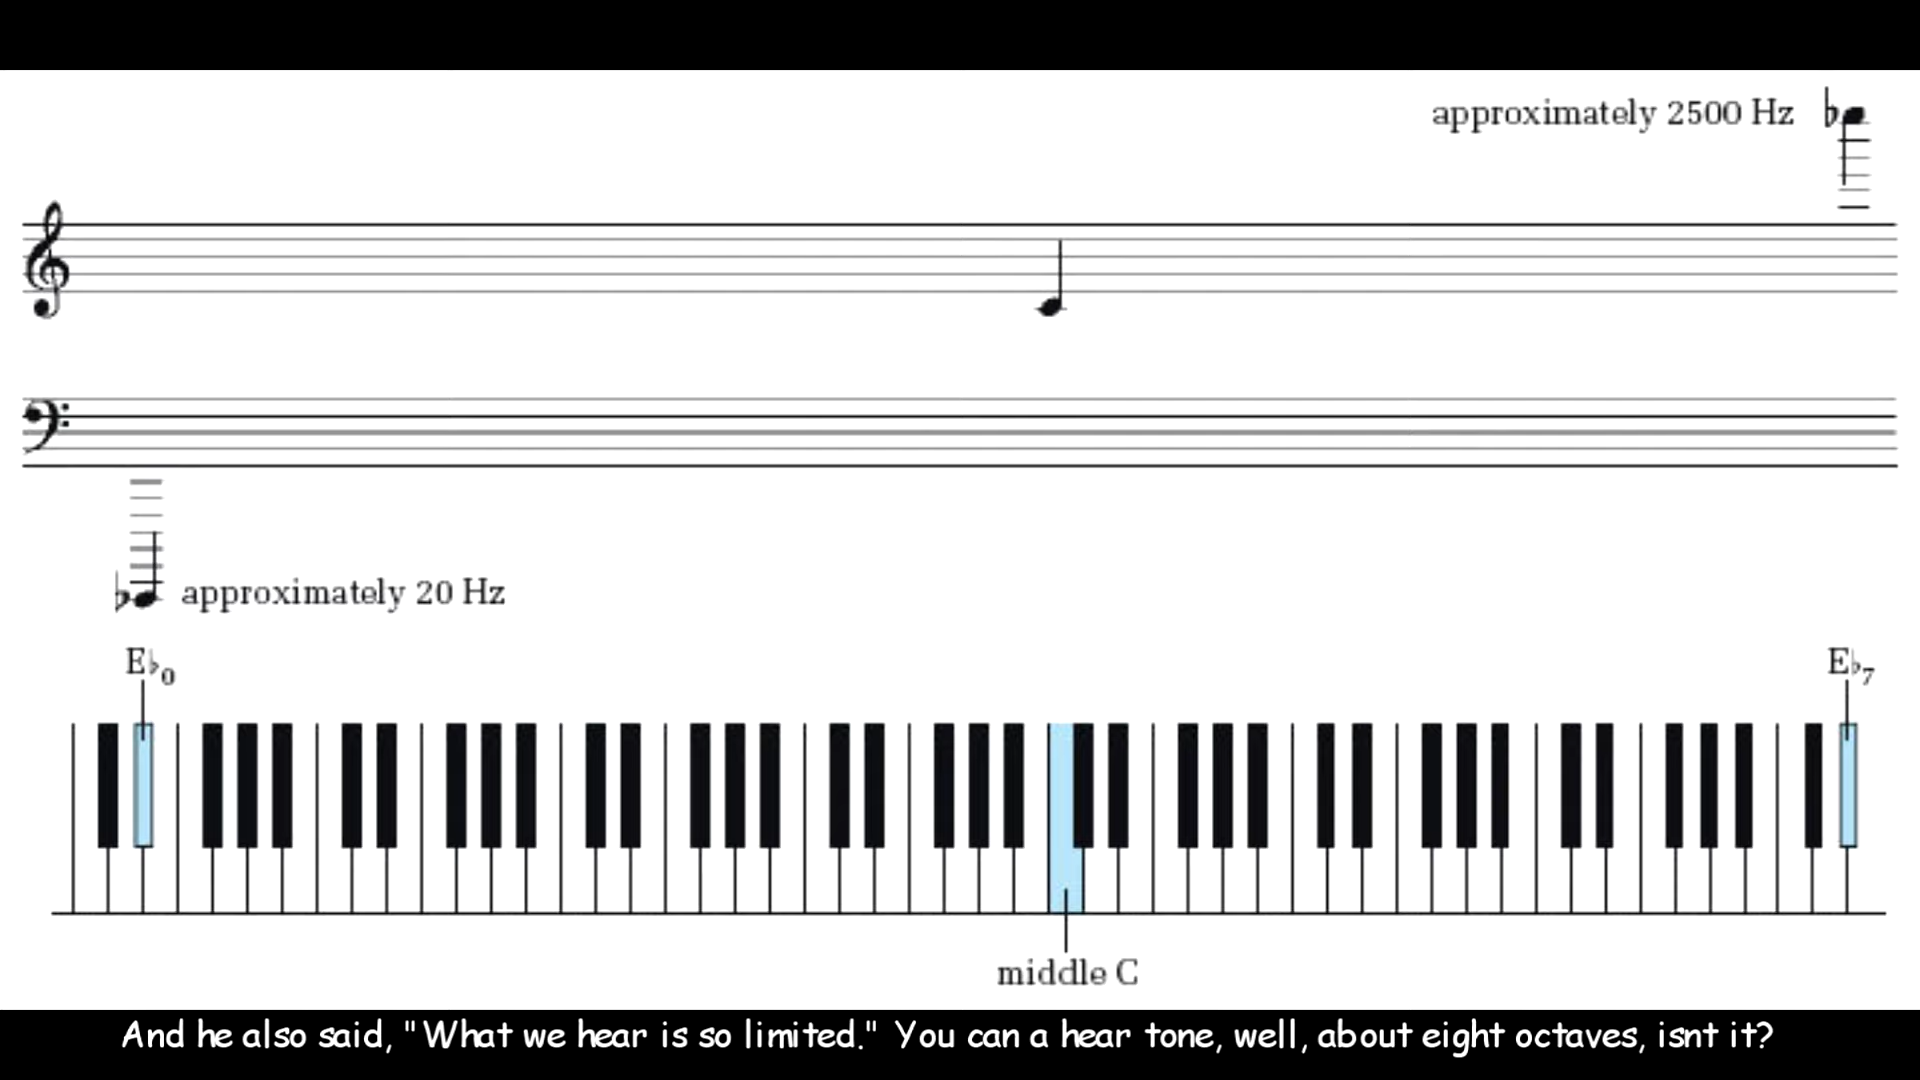 approximately 2500 Hz
approximately 20 Hz
E♭0
E♭7
middle C
And he also said, "What we hear is so limited." You can a hear tone, well, about eight octaves, isnt it?